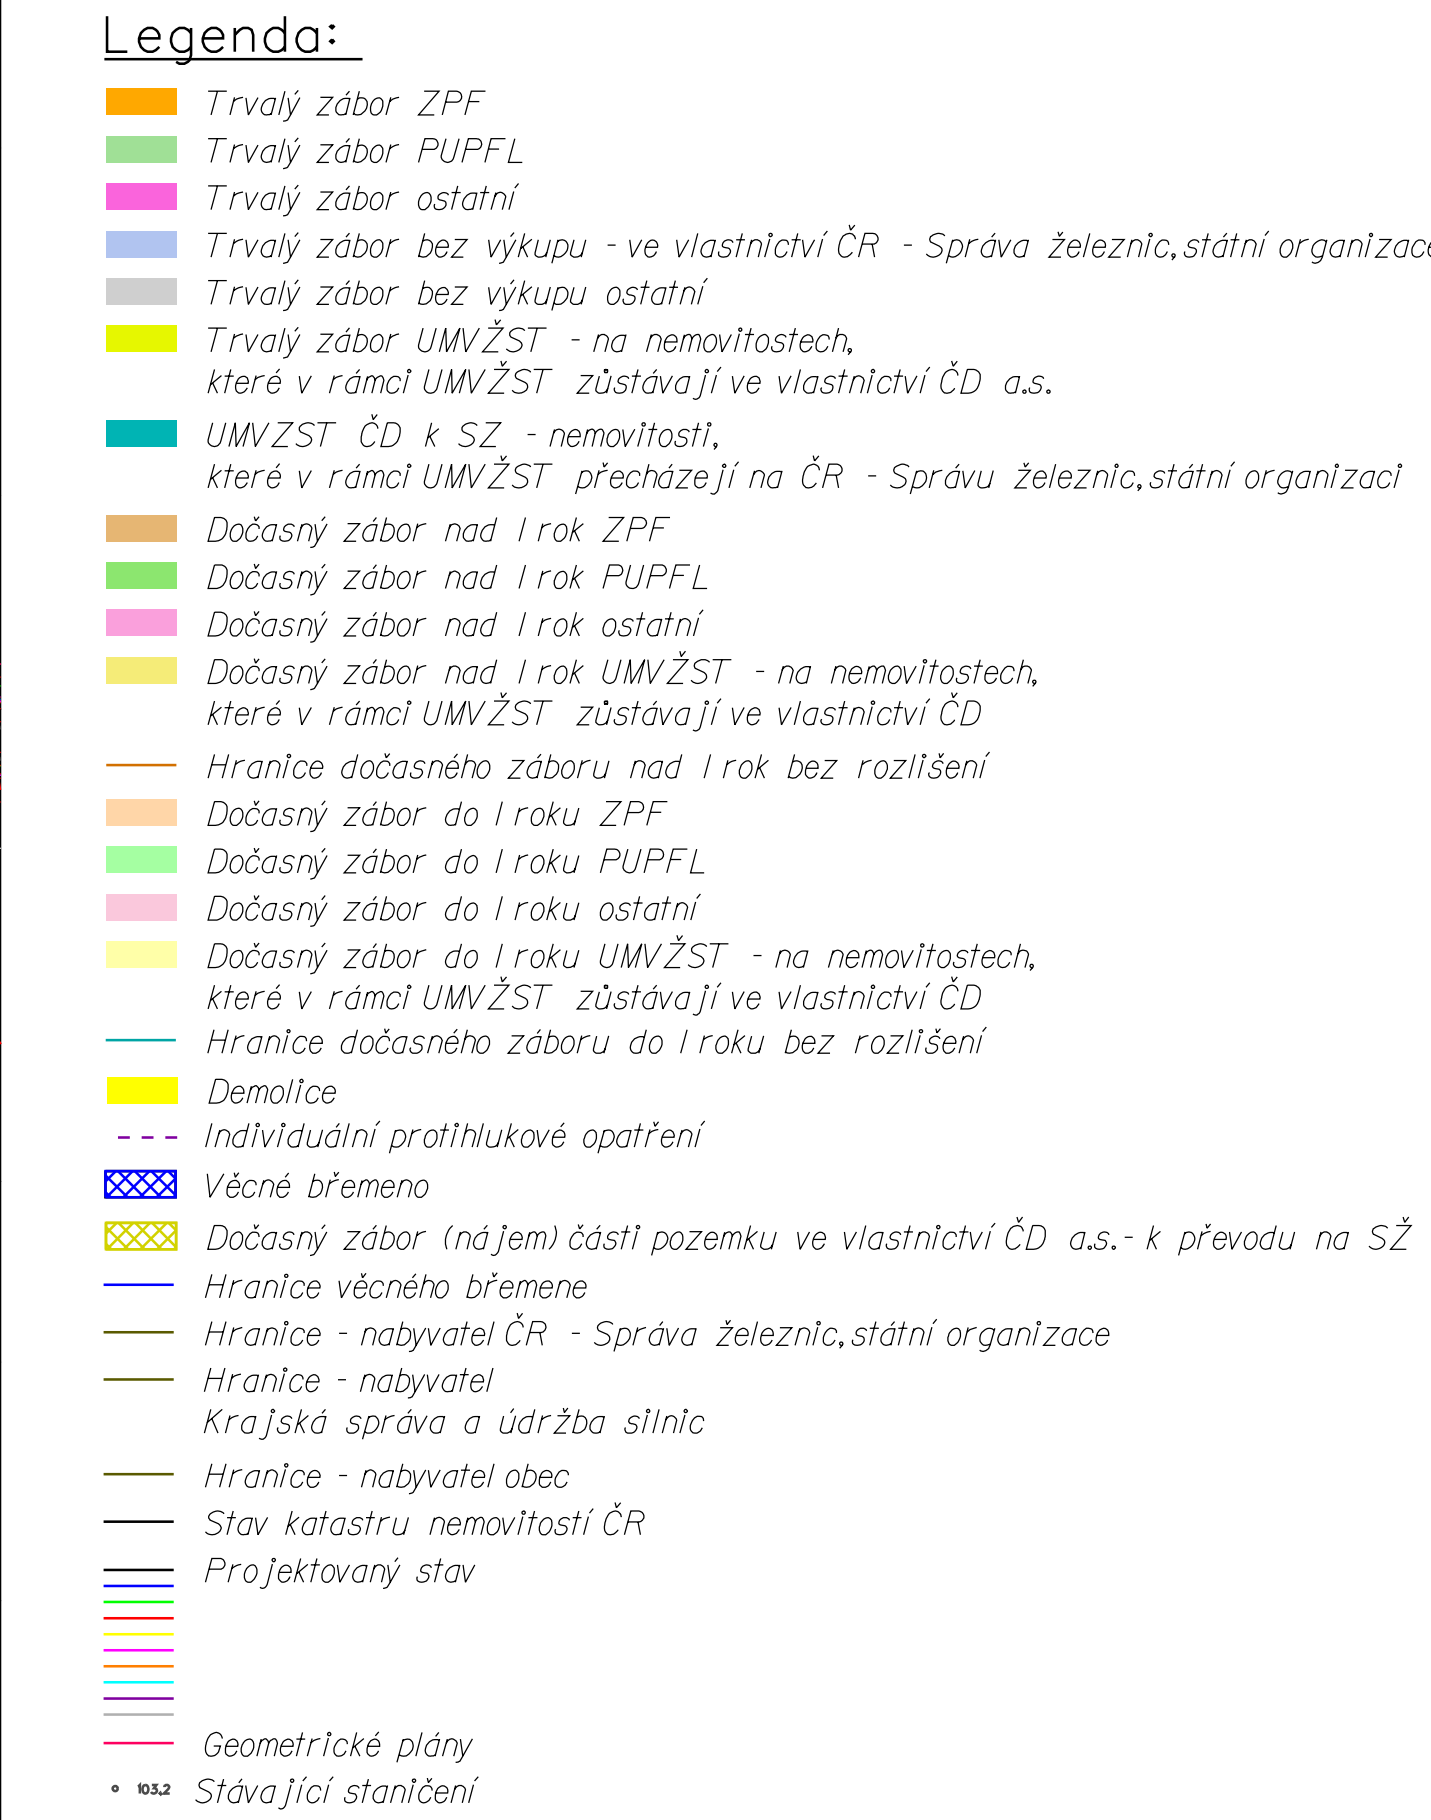 Legenda:
Trvalý zábor ZPF
Trvalý zábor PUPFL
Trvalý zábor ostatní
Trvalý zábor bez výkupu - ve vlastnictví ČR - Správa železnic, státní organizace
Trvalý zábor bez výkupu ostatní
Trvalý zábor UMVŽST - na nemovitostech,
které v rámci UMVŽST zůstávají ve vlastnictví ČD a.s.
UMVZST ČD k SZ - nemovitosti,
které v rámci UMVŽST přecházejí na ČR - Správu železnic, státní organizaci
Dočasný zábor nad 1 rok ZPF
Dočasný zábor nad 1 rok PUPFL
Dočasný zábor nad 1 rok ostatní
Dočasný zábor nad 1 rok UMVŽST - na nemovitostech,
které v rámci UMVŽST zůstávají ve vlastnictví ČD
Hranice dočasného záboru nad 1 rok bez rozlišení
Dočasný zábor do 1 roku ZPF
Dočasný zábor do 1 roku PUPFL
Dočasný zábor do 1 roku ostatní
Dočasný zábor do 1 roku UMVŽST - na nemovitostech,
které v rámci UMVŽST zůstávají ve vlastnictví ČD
Hranice dočasného záboru do 1 roku bez rozlišení
Demolice
Individuální protihlukové opatření
Věcné břemeno
Dočasný zábor (nájem) části pozemku ve vlastnictví ČD a.s. - k převodu na SŽ
Hranice věcného břemene
Hranice - nabyvatel ČR - Správa železnic, státní organizace
Hranice - nabyvatel
Krajská správa a údržba silnic
Hranice - nabyvatel obec
Stav katastru nemovitostí ČR
Projektovaný stav
Geometrické plány
103,2 Stávající staničení